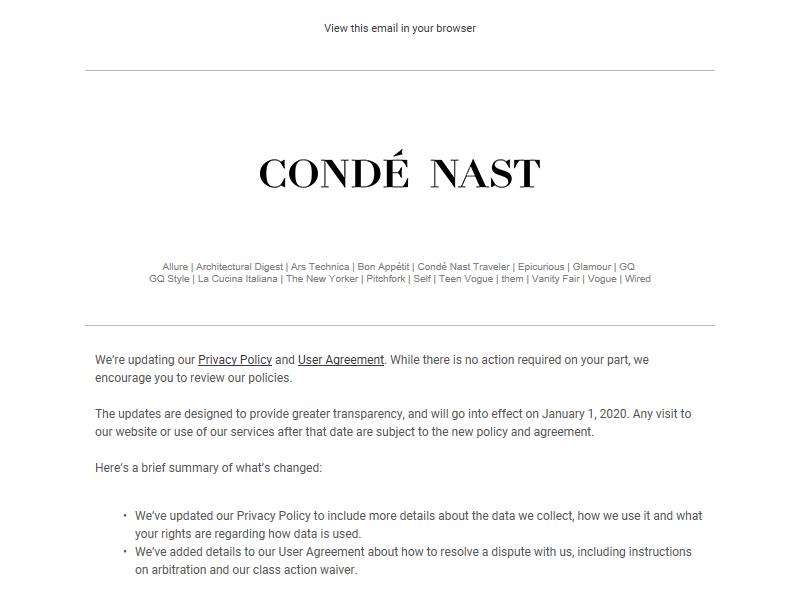 View this email in your browser
CONDÉ NAST
Allure | Architectural Digest | Ars Technica | Bon Appétit | Condé Nast Traveler | Epicurious | Glamour | GQ
GQ Style | La Cucina Italiana | The New Yorker | Pitchfork | Self | Teen Vogue | them | Vanity Fair | Vogue | Wired
We're updating our Privacy Policy and User Agreement. While there is no action required on your part, we
encourage you to review our policies.
The updates are designed to provide greater transparency, and will go into effect on January 1, 2020. Any visit to
our website or use of our services after that date are subject to the new policy and agreement.
Here's a brief summary of what's changed:
• We've updated our Privacy Policy to include more details about the data we collect, how we use it and what
your rights are regarding how data is used.
• We've added details to our User Agreement about how to resolve a dispute with us, including instructions
on arbitration and our class action waiver.